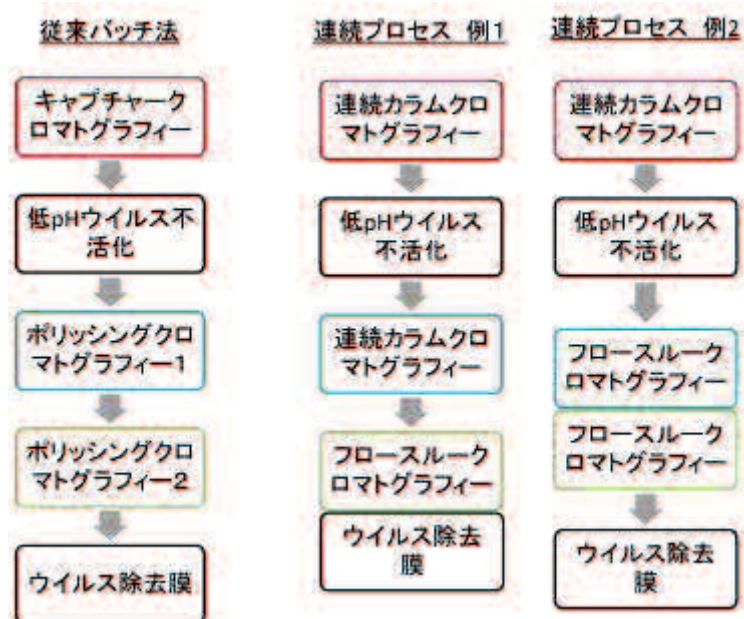 従来バッチ法
キャプチャーク
ロマトグラフィー
低pHウイルス不
活化
ポリッシングクロ
マトグラフィー1
ポリッシングクロ
マトグラフィー2
ウイルス除去膜
連続プロセス 例1
連続カラムクロ
マトグラフィー
低pHウイルス
不活化
連続カラムクロ
マトグラフィー
フロースルーク
ロマトグラフィー
ウイルス除去
膜
連続プロセス 例2
連続カラムクロ
マトグラフィー
低pHウイルス
不活化
フロースルーク
ロマトグラフィー
フロースルーク
ロマトグラフィー
ウイルス除去
膜